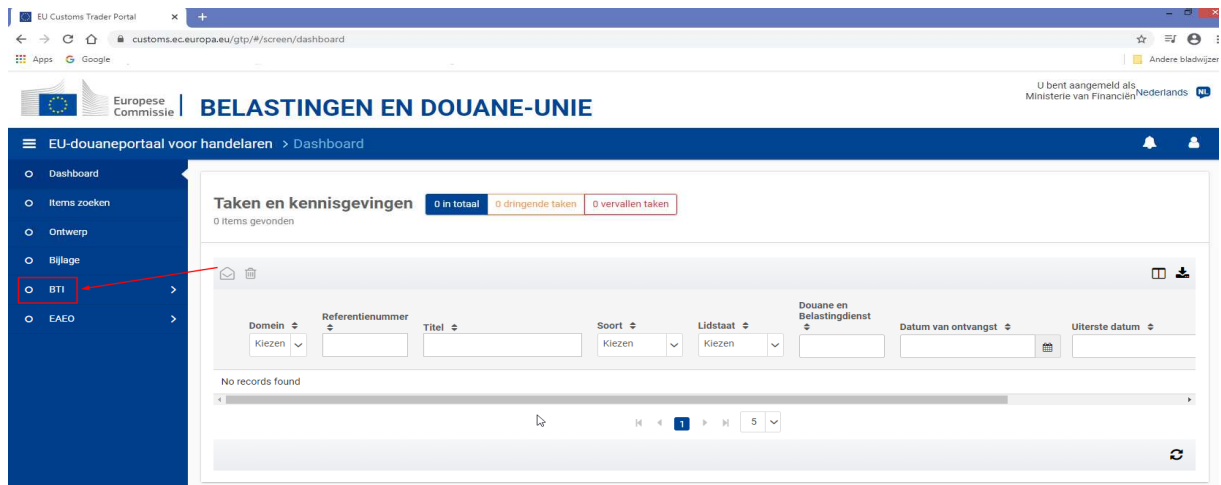 EU Customs Trader Portal
customs.ec.europa.eu/gtp/#/screen/dashboard
Apps Google Andere bladwijzer
Europese
Commissie
BELASTINGEN EN DOUANE-UNIE
U bent aangemeld als
Ministerie van Financiën
Nederlands NL
EU-douaneportaal voor handelaren > Dashboard
Dashboard
Items zoeken
Ontwerp
Bijlage
BTI
EAEO
Taken en kennisgevingen 0 in totaal 0 dringende taken 0 vervallen taken
0 items gevonden
Domein Referentienummer Titel Soort Lidstaat Douane en Belastingdienst Datum van ontvangst Uiterste datum
Kiezen Kiezen Kiezen
No records found
1 5